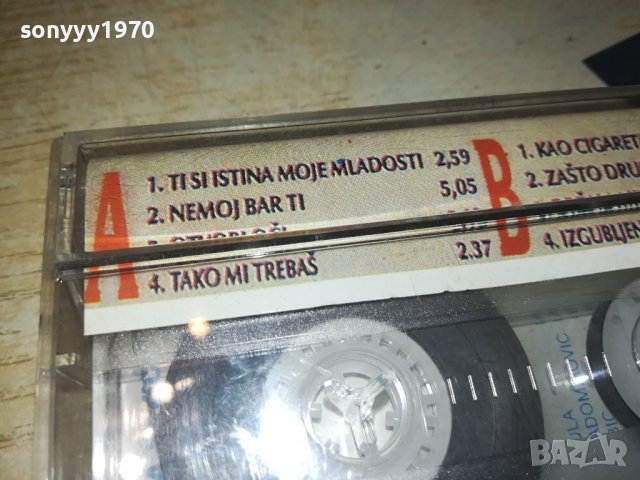 sonyyy1970
A
1. TI SI ISTINA MOJE MLADOSTI 2,59
2. NEMOJ BAR TI 5,05
4. TAKO MI TREBAŠ 2.37
B
1. KAO CIGARET
2. ZAŠTO DRU
4. IZGUBLJEN
BAZAR